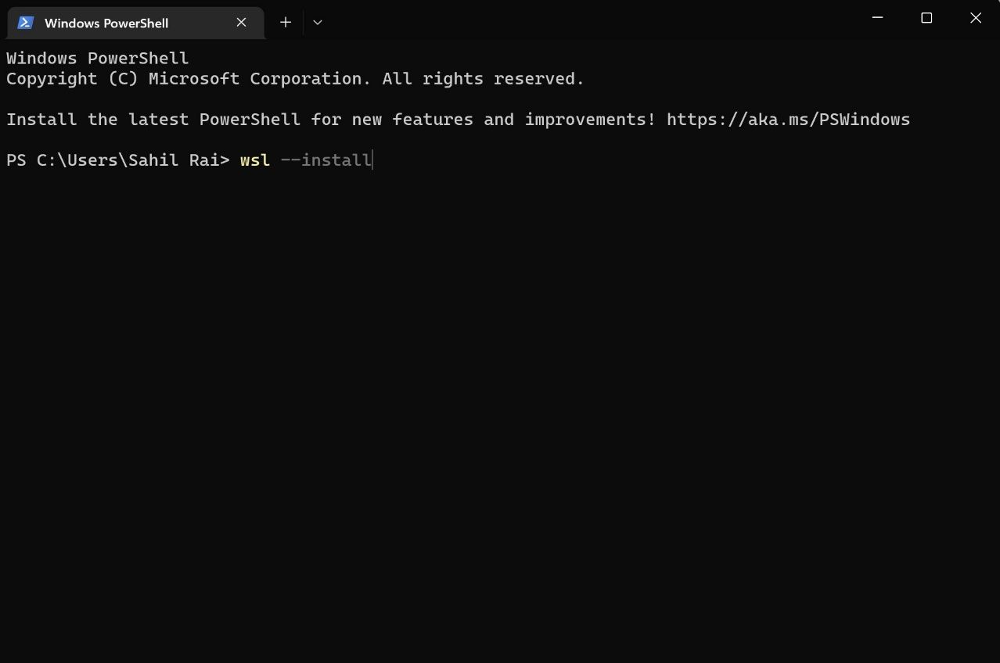 Windows PowerShell
Windows PowerShell
Copyright (C) Microsoft Corporation. All rights reserved.
Install the latest PowerShell for new features and improvements! https://aka.ms/PSWindows
PS C:\Users\Sahil Rai> wsl --install